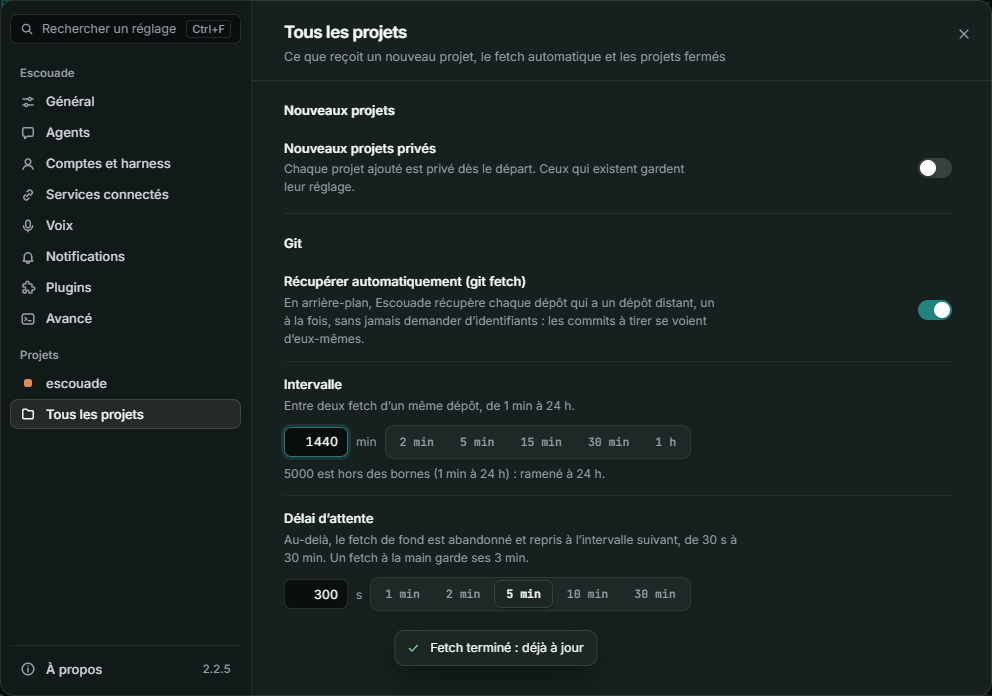 Rechercher un réglage Ctrl+F
Escouade
Général
Agents
Comptes et harness
Services connectés
Voix
Notifications
Plugins
Avancé
Projets
escouade
Tous les projets
À propos 2.2.5
Tous les projets
Ce que reçoit un nouveau projet, le fetch automatique et les projets fermés
Nouveaux projets
Nouveaux projets privés
Chaque projet ajouté est privé dès le départ. Ceux qui existent gardent
leur réglage.
Git
Récupérer automatiquement (git fetch)
En arrière-plan, Escouade récupère chaque dépôt qui a un dépôt distant, un
à la fois, sans jamais demander d’identifiants : les commits à tirer se voient
d’eux-mêmes.
Intervalle
Entre deux fetch d’un même dépôt, de 1 min à 24 h.
1440 min 2 min 5 min 15 min 30 min 1 h
5000 est hors des bornes (1 min à 24 h) : ramené à 24 h.
Délai d’attente
Au-delà, le fetch de fond est abandonné et repris à l’intervalle suivant, de 30 s à
30 min. Un fetch à la main garde ses 3 min.
300 s 1 min 2 min 5 min 10 min 30 min
Fetch terminé : déjà à jour